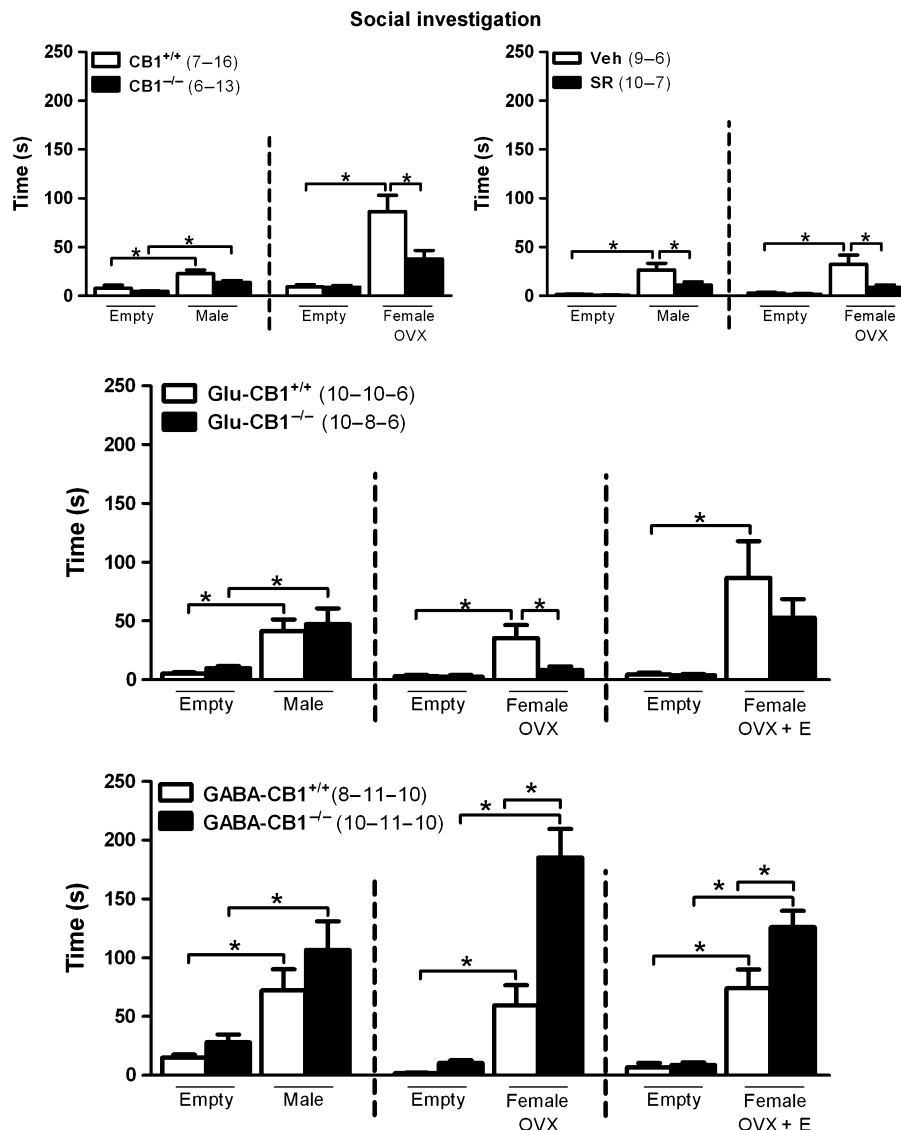 Social investigation
250
200
150
100
50
0
Time (s)
CB1+/+ (7–16)
CB1−/− (6–13)
*
*
*
*
Empty
Male
Empty
Female
OVX
250
200
150
100
50
0
Time (s)
Veh (9–6)
SR (10–7)
*
*
*
*
Empty
Male
Empty
Female
OVX
250
200
150
100
50
0
Time (s)
Glu-CB1+/+ (10–10–6)
Glu-CB1−/− (10–8–6)
*
*
*
*
*
Empty
Male
Empty
Female
OVX
Empty
Female
OVX + E
250
200
150
100
50
0
Time (s)
GABA-CB1+/+ (8–11–10)
GABA-CB1−/− (10–11–10)
*
*
*
*
*
*
*
*
Empty
Male
Empty
Female
OVX
Empty
Female
OVX + E